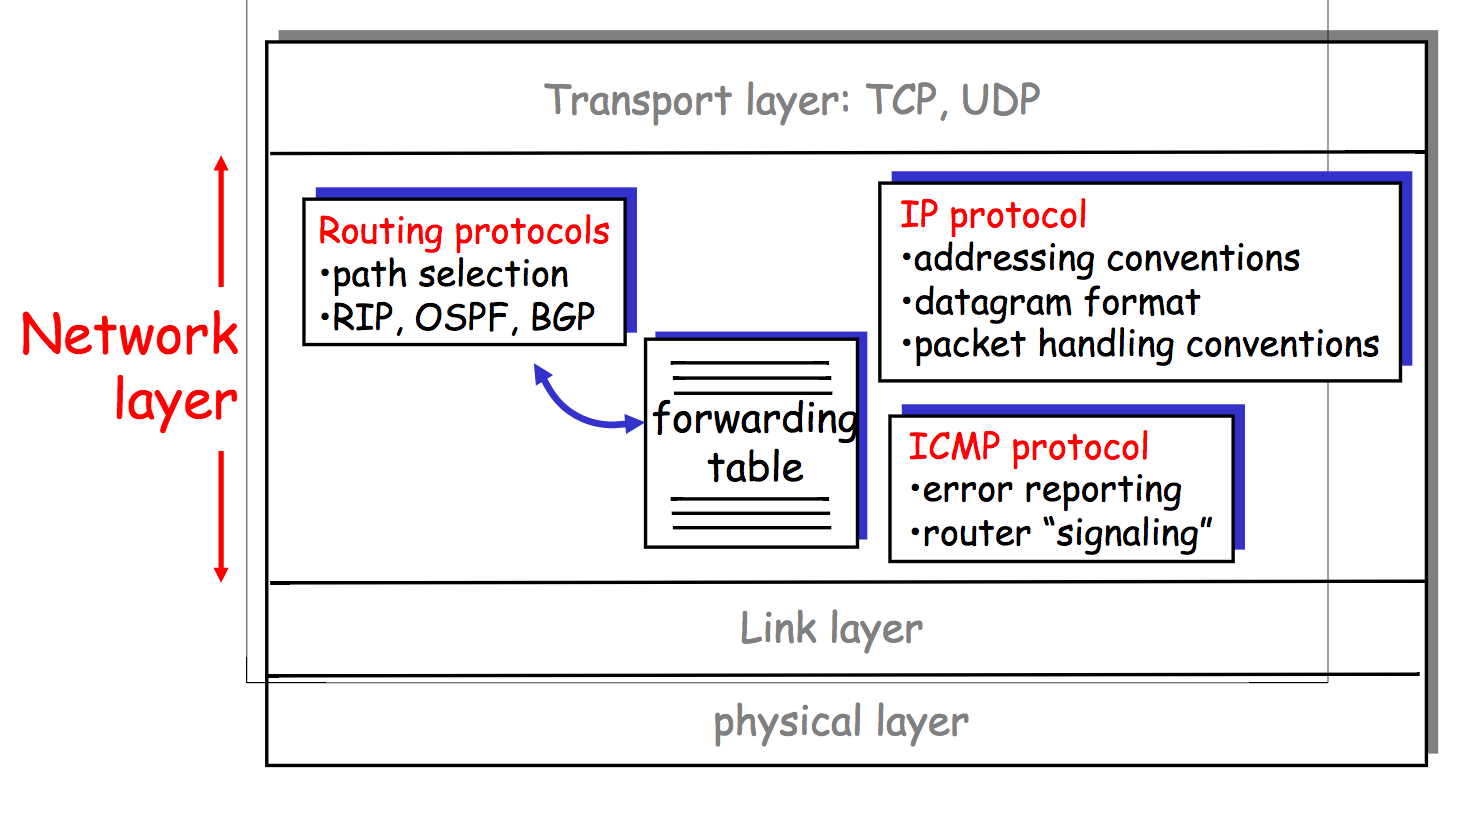 Transport layer: TCP, UDP
Network
layer
Routing protocols
•path selection
•RIP, OSPF, BGP
forwarding
table
IP protocol
•addressing conventions
•datagram format
•packet handling conventions
ICMP protocol
•error reporting
•router “signaling”
Link layer
physical layer